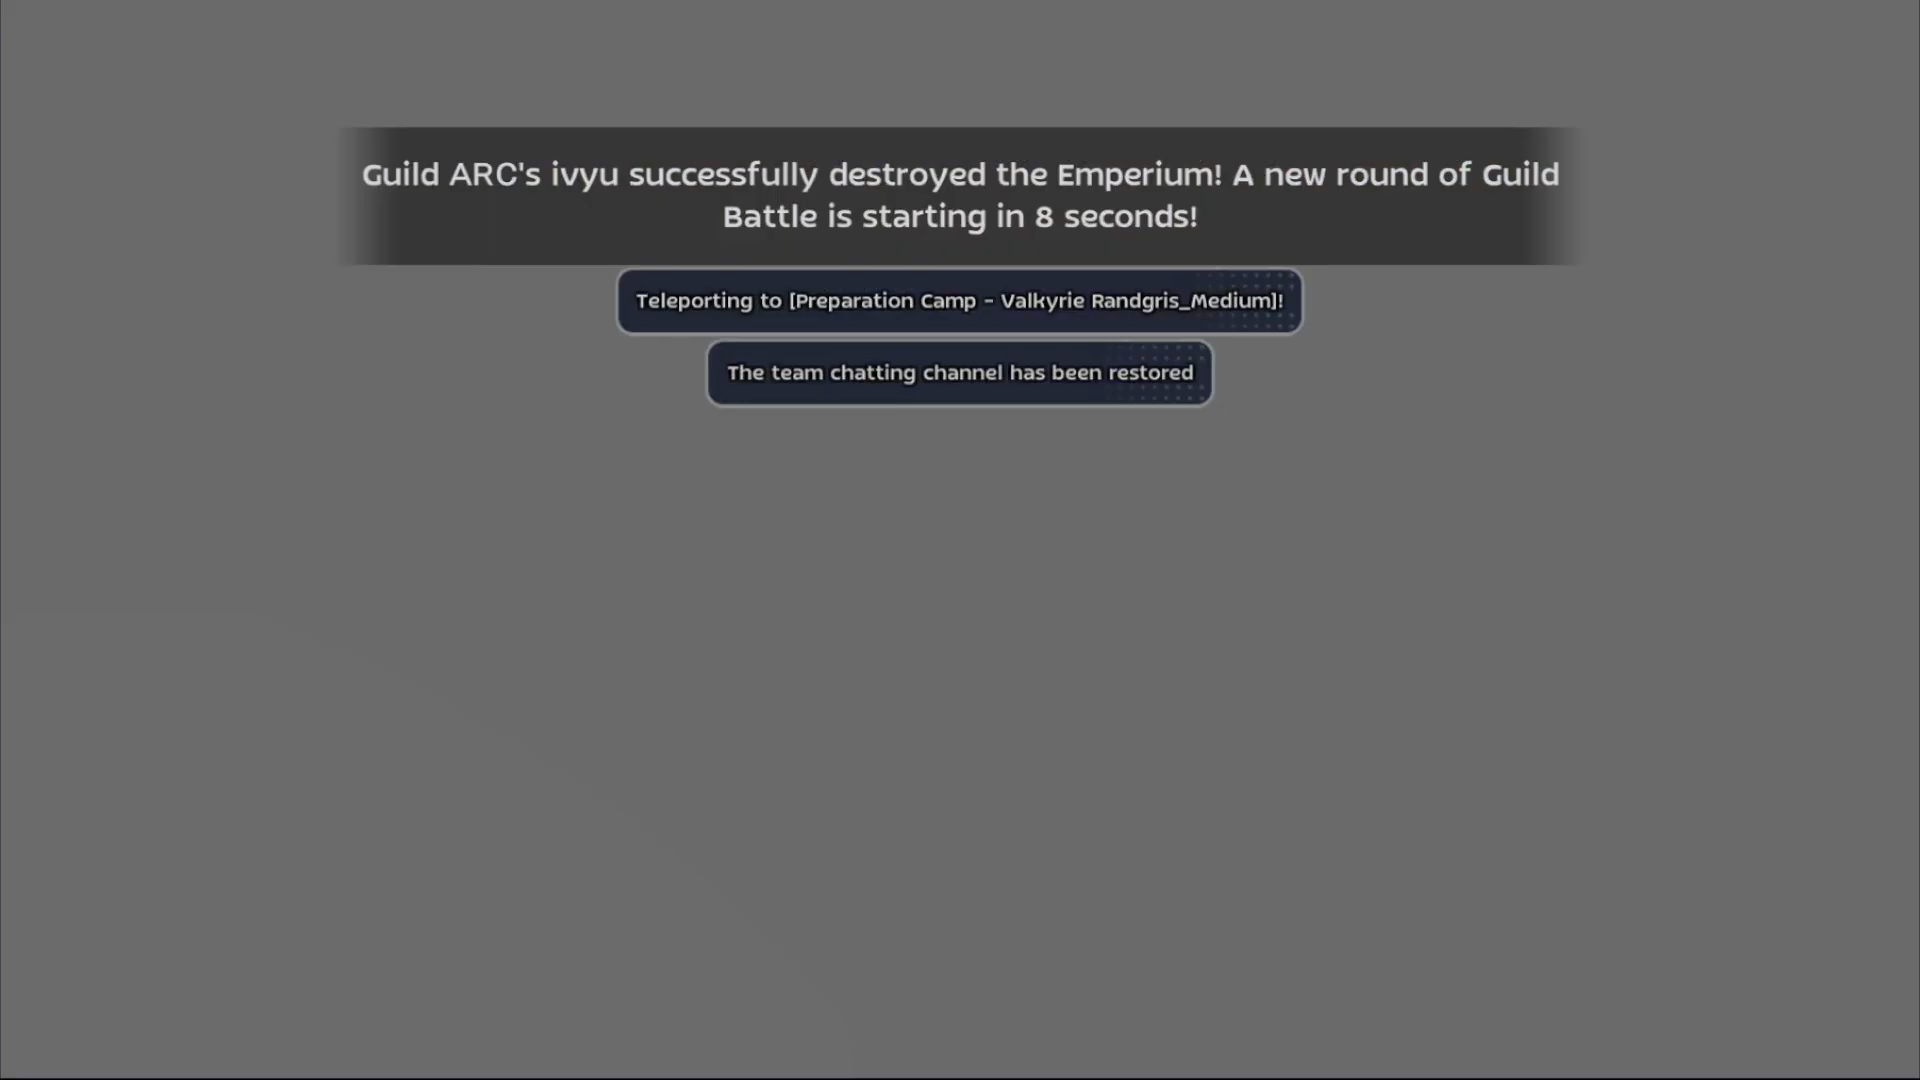 Guild ARC's ivyu successfully destroyed the Emperium! A new round of Guild
Battle is starting in 8 seconds!
Teleporting to [Preparation Camp - Valkyrie Randgris_Medium]!
The team chatting channel has been restored